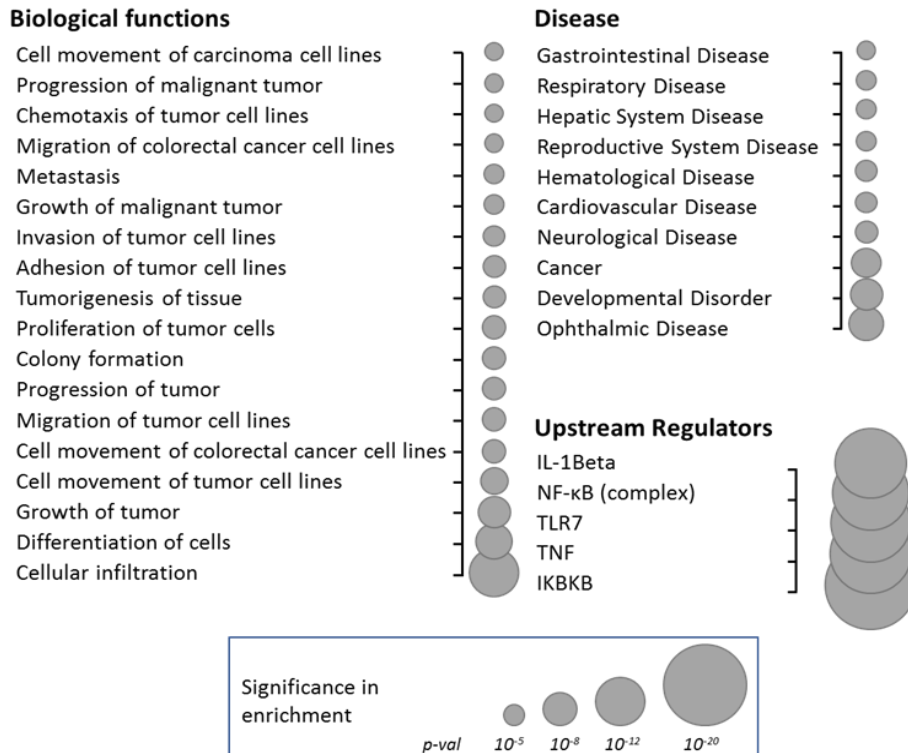 Biological functions
Cell movement of carcinoma cell lines
Progression of malignant tumor
Chemotaxis of tumor cell lines
Migration of colorectal cancer cell lines
Metastasis
Growth of malignant tumor
Invasion of tumor cell lines
Adhesion of tumor cell lines
Tumorigenesis of tissue
Proliferation of tumor cells
Colony formation
Progression of tumor
Migration of tumor cell lines
Cell movement of colorectal cancer cell lines
Cell movement of tumor cell lines
Growth of tumor
Differentiation of cells
Cellular infiltration
Disease
Gastrointestinal Disease
Respiratory Disease
Hepatic System Disease
Reproductive System Disease
Hematological Disease
Cardiovascular Disease
Neurological Disease
Cancer
Developmental Disorder
Ophthalmic Disease
Upstream Regulators
IL-1Beta
NF-κB (complex)
TLR7
TNF
IKBKB
Significance in
enrichment
p-val 10⁻⁵ 10⁻⁸ 10⁻¹² 10⁻²⁰